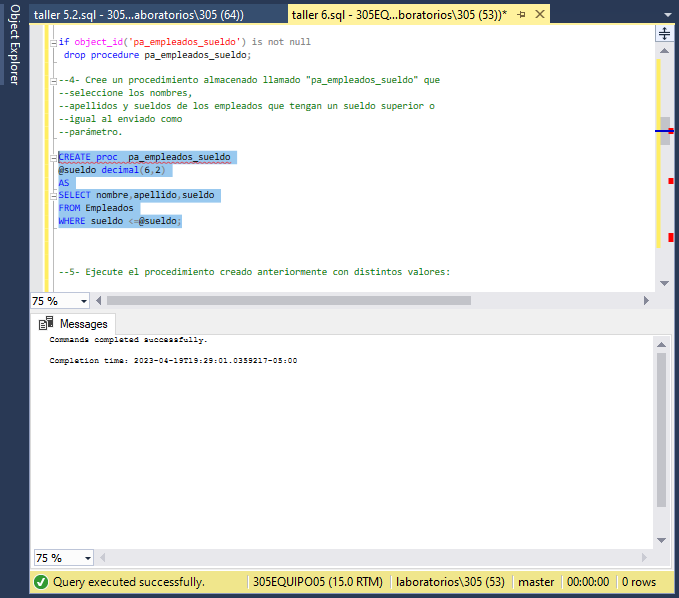 Object Explorer
taller 5.2.sql - 305...aboratorios\305 (64))
taller 6.sql - 305EQ...boratorios\305 (53))*
if object_id('pa_empleados_sueldo') is not null
drop procedure pa_empleados_sueldo;
--4- Cree un procedimiento almacenado llamado "pa_empleados_sueldo" que
--seleccione los nombres,
--apellidos y sueldos de los empleados que tengan un sueldo superior o
--igual al enviado como
--parámetro.
CREATE proc pa_empleados_sueldo
@sueldo decimal(6,2)
AS
SELECT nombre,apellido,sueldo
FROM Empleados
WHERE sueldo <=@sueldo;
--5- Ejecute el procedimiento creado anteriormente con distintos valores:
75 %
Messages
Commands completed successfully.
Completion time: 2023-04-19T19:29:01.0359217-05:00
75 %
Query executed successfully.
305EQUIPO05 (15.0 RTM)
laboratorios\305 (53)
master
00:00:00
0 rows